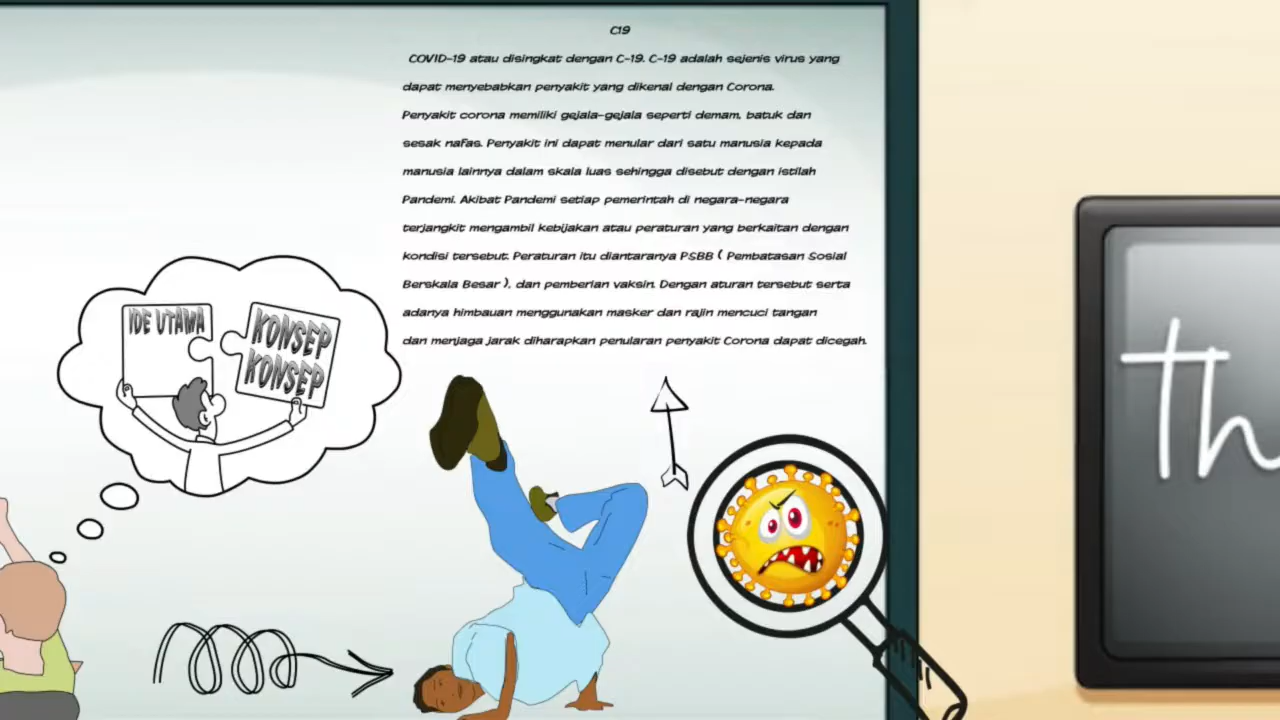 C19
COVID-19 atau disingkat dengan C-19. C-19 adalah sejenis virus yang
dapat menyebabkan penyakit yang dikenal dengan Corona.
Penyakit corona memiliki gejala-gejala seperti demam, batuk dan
sesak nafas. Penyakit ini dapat menular dari satu manusia kepada
manusia lainnya dalam skala luas sehingga disebut dengan istilah
Pandemi. Akibat Pandemi setiap pemerintah di negara-negara
terjangkit mengambil kebijakan atau peraturan yang berkaitan dengan
kondisi tersebut. Peraturan itu diantaranya PSBB ( Pembatasan Sosial
Berskala Besar ), dan pemberian vaksin. Dengan aturan tersebut serta
adanya himbauan menggunakan masker dan rajin mencuci tangan
dan menjaga jarak diharapkan penularan penyakit Corona dapat dicegah.
IDE UTAMA
KONSEP
KONSEP
th